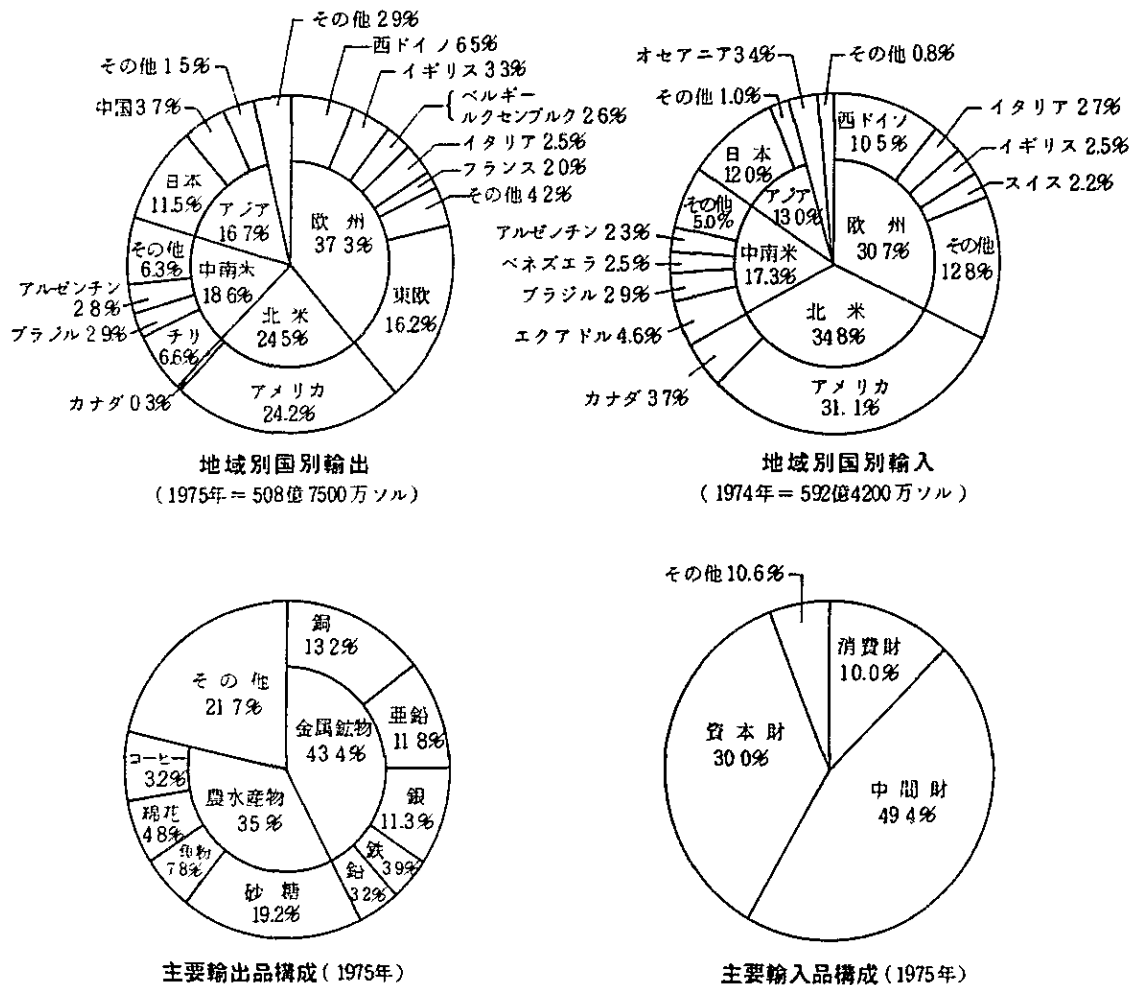 その他 2.9%
西ドイノ 6.5%
イギリス 3.3%
ベルギー
ルクセンブルク 2.6%
イタリア 2.5%
フランス 2.0%
その他 4.2%
その他 1.5%
中国 3.7%
日本
11.5%
アジア
16.7%
欧州
37.3%
東欧
16.2%
その他
6.3%
中南米
18.6%
アルゼンチン
2.8%
ブラノル 2.9%
チリ
6.6%
北米
24.5%
カナダ 0.3%
アメリカ
24.2%
地域別国別輸出
(1975年=508億7500万ソル)
オセアニア 3.4%
その他 0.8%
その他 1.0%
西ドイソ
10.5%
イタリア 2.7%
イギリス 2.5%
スイス 2.2%
日本
12.0%
アジア
13.0%
欧州
30.7%
その他
12.8%
その他
5.0%
アルゼノチン 2.3%
ベネズエラ 2.5%
ブラジル 2.9%
中南米
17.3%
エクアドル 4.6%
北米
34.8%
カナダ 3.7%
アメリカ
31.1%
地域別国別輸入
(1974年=592億4200万ソル)
銅
13.2%
その他
21.7%
金属鉱物
43.4%
亜鉛
11.8%
コーヒー
3.2%
農水産物
35%
銀
11.3%
綿花
4.8%
魚粉
7.8%
鉄
3.9%
鉛
3.2%
砂糖
19.2%
主要輸出品構成(1975年)
その他 10.6%
消費財
10.0%
資本財
30.0%
中間財
49.4%
主要輸入品構成(1975年)